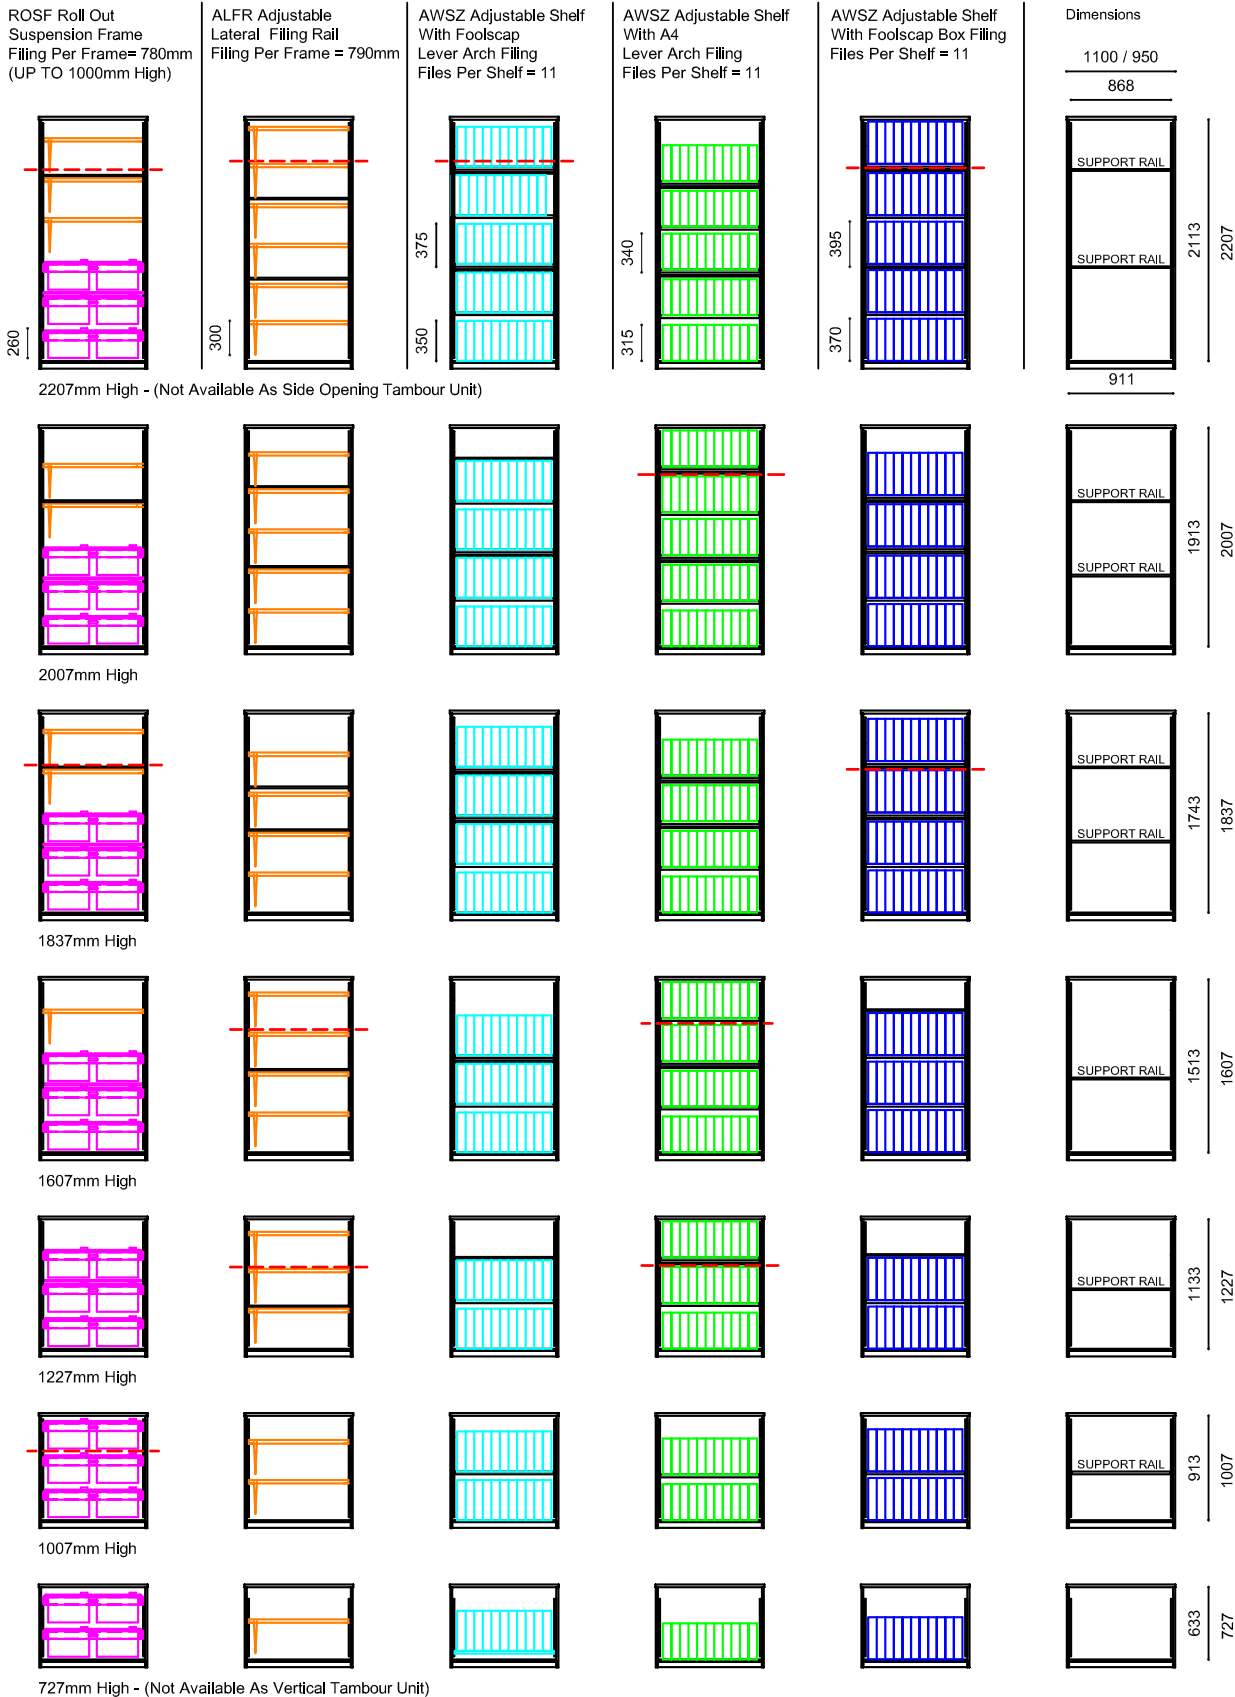 ROSF Roll Out
Suspension Frame
Filing Per Frame= 780mm
(UP TO 1000mm High)
ALFR Adjustable
Lateral Filing Rail
Filing Per Frame = 790mm
AWSZ Adjustable Shelf
With Foolscap
Lever Arch Filing
Files Per Shelf = 11
AWSZ Adjustable Shelf
With A4
Lever Arch Filing
Files Per Shelf = 11
AWSZ Adjustable Shelf
With Foolscap Box Filing
Files Per Shelf = 11
Dimensions
1100 / 950
868
260
300
375
350
340
315
395
370
SUPPORT RAIL
SUPPORT RAIL
2113
2207
911
2207mm High - (Not Available As Side Opening Tambour Unit)
SUPPORT RAIL
SUPPORT RAIL
1913
2007
2007mm High
SUPPORT RAIL
SUPPORT RAIL
1743
1837
1837mm High
SUPPORT RAIL
1513
1607
1607mm High
SUPPORT RAIL
1133
1227
1227mm High
SUPPORT RAIL
913
1007
1007mm High
633
727
727mm High - (Not Available As Vertical Tambour Unit)